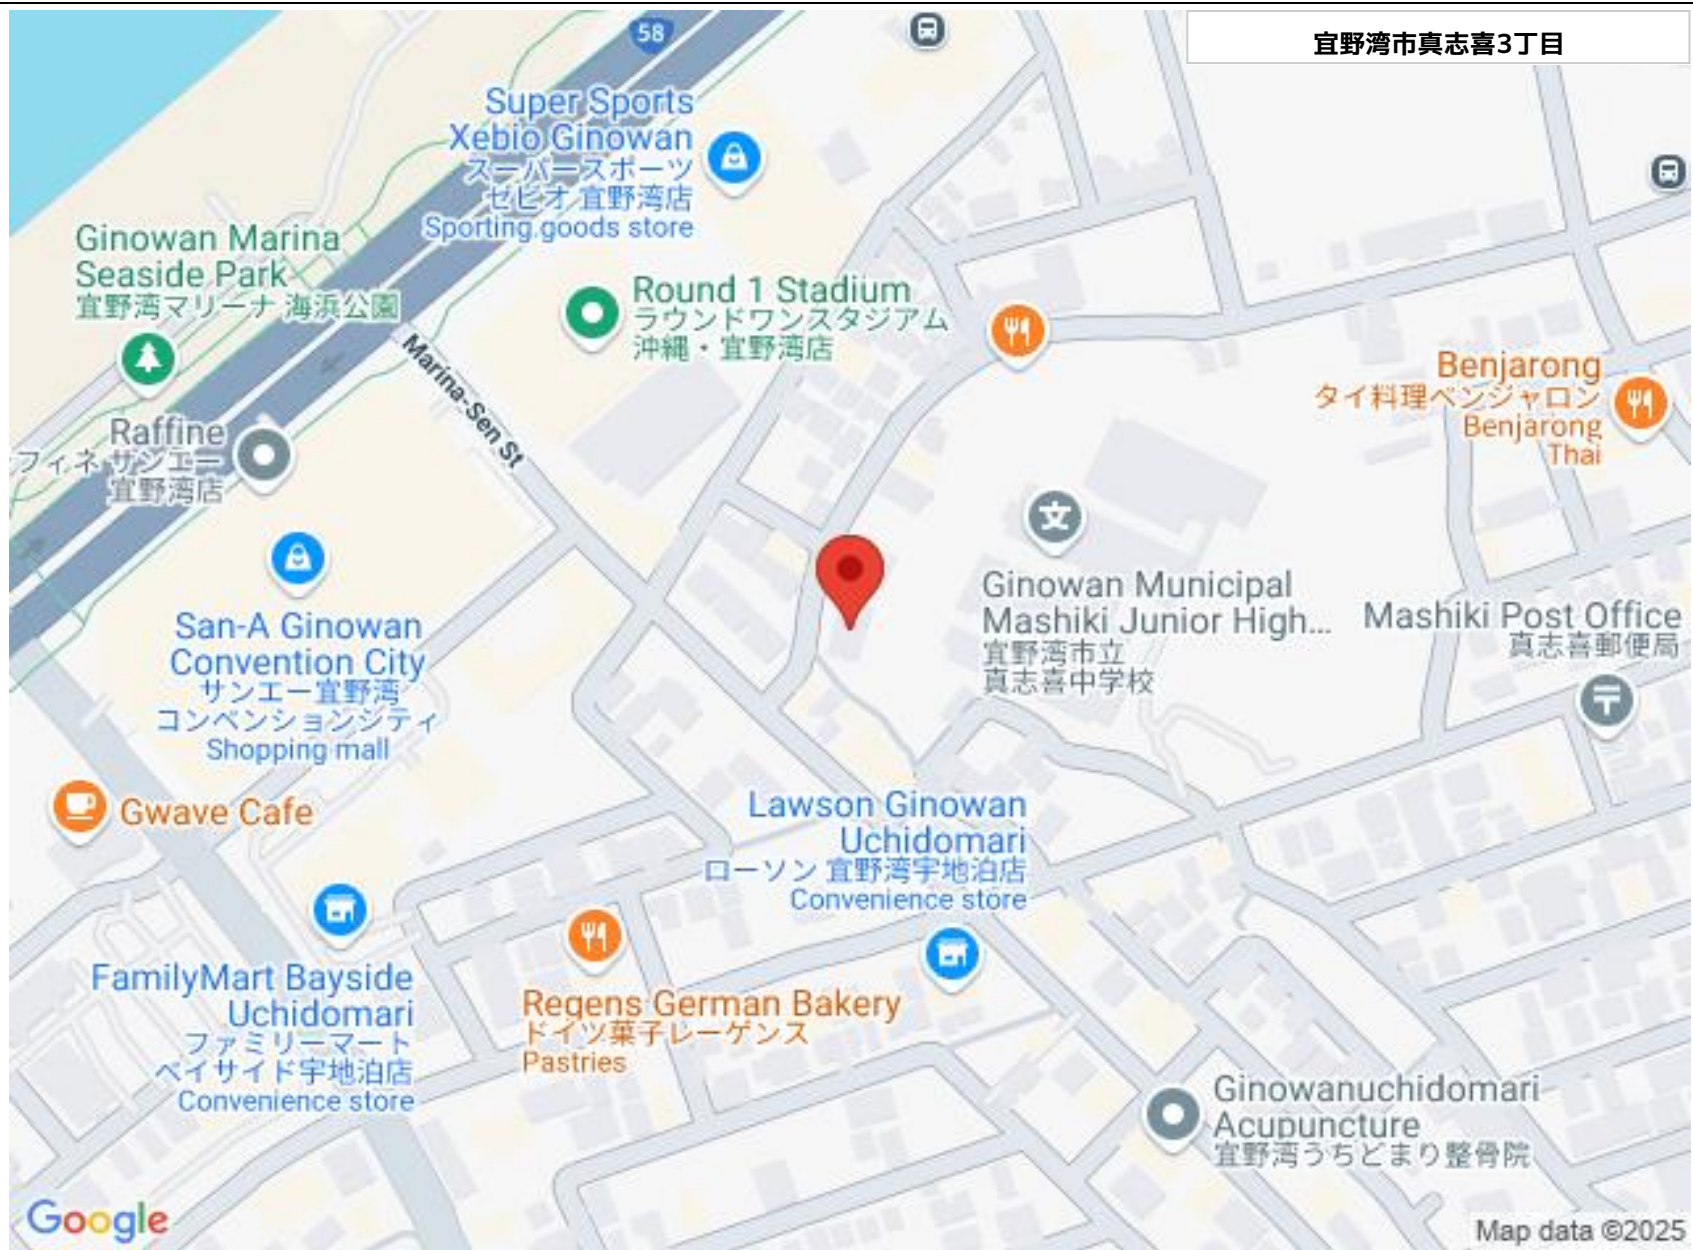 宜野湾市真志喜3丁目
58
Super Sports
Xebio Ginowan
スーパースポーツ
ゼビオ 宜野湾店
Sporting goods store
Ginowan Marina
Seaside Park
宜野湾マリーナ 海浜公園
Round 1 Stadium
ラウンドワンスタジアム
沖縄・宜野湾店
Marina-Sen St
Benjarong
タイ料理ベンジャロン
Benjarong
Thai
Raffine
フィネ サンエー
宜野湾店
文
Ginowan Municipal
Mashiki Junior High...
宜野湾市立
真志喜中学校
Mashiki Post Office
真志喜郵便局
San-A Ginowan
Convention City
サンエー宜野湾
コンベンションシティ
Shopping mall
Gwave Cafe
Lawson Ginowan
Uchidomari
ローソン 宜野湾宇地泊店
Convenience store
FamilyMart Bayside
Uchidomari
ファミリーマート
ベイサイド宇地泊店
Convenience store
Regens German Bakery
ドイツ菓子レーゲンス
Pastries
Ginowanuchidomari
Acupuncture
宜野湾うちどまり整骨院
Google
Map data ©2025